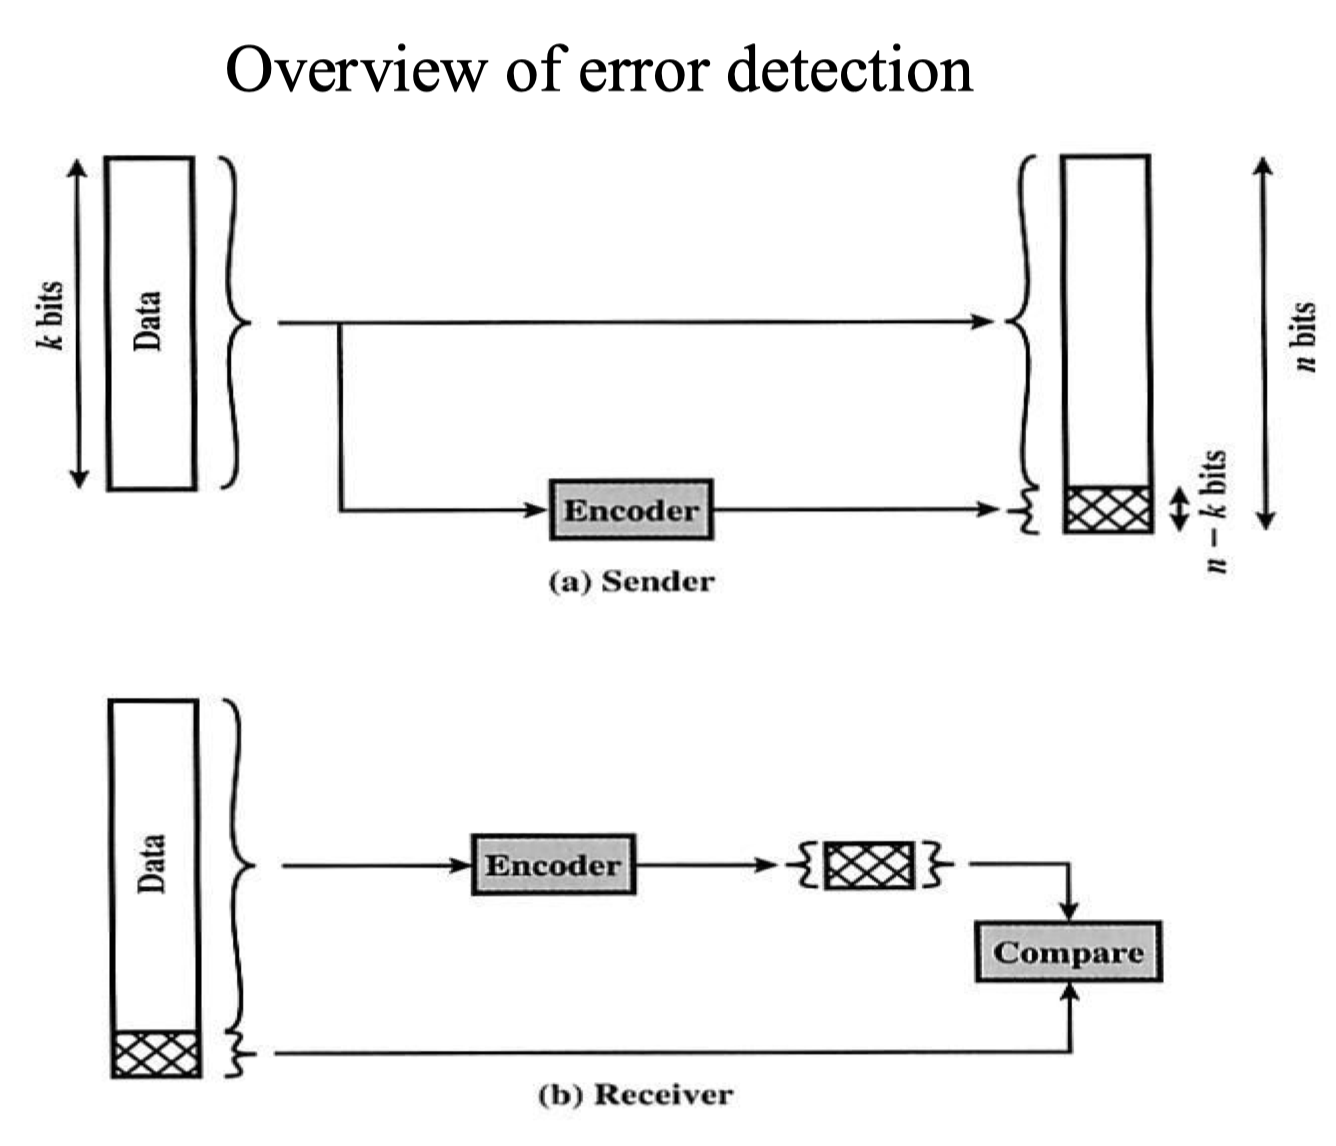 Overview of error detection
k bits
Data
Encoder
n – k bits
n bits
(a) Sender
Data
Encoder
Compare
(b) Receiver